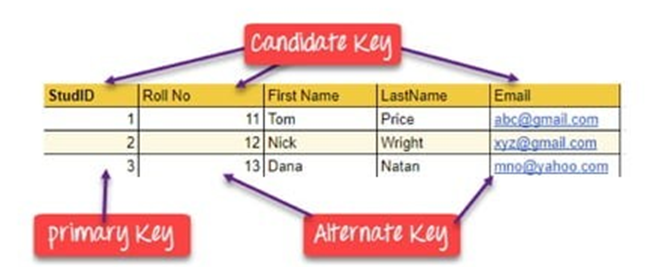 Candidate Key
StudID Roll No First Name LastName Email
1 11 Tom Price abc@gmail.com
2 12 Nick Wright xyz@gmail.com
3 13 Dana Natan mno@yahoo.com
primary Key Alternate Key